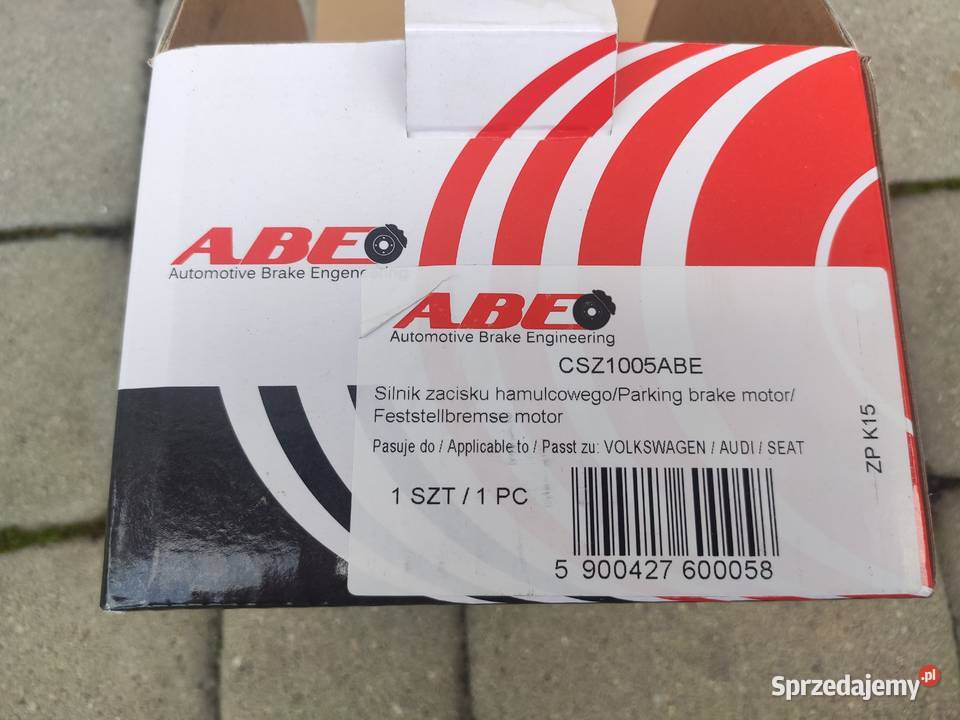 ABE
Automotive Brake Engeneering
ABE
Automotive Brake Engineering
CSZ1005ABE
Silnik zacisku hamulcowego/Parking brake motor/
Feststellbremse motor
Pasuje do / Applicable to / Passt zu: VOLKSWAGEN / AUDI / SEAT
1 SZT / 1 PC
5 900427 600058
ZP K15
Sprzedajemy.pl